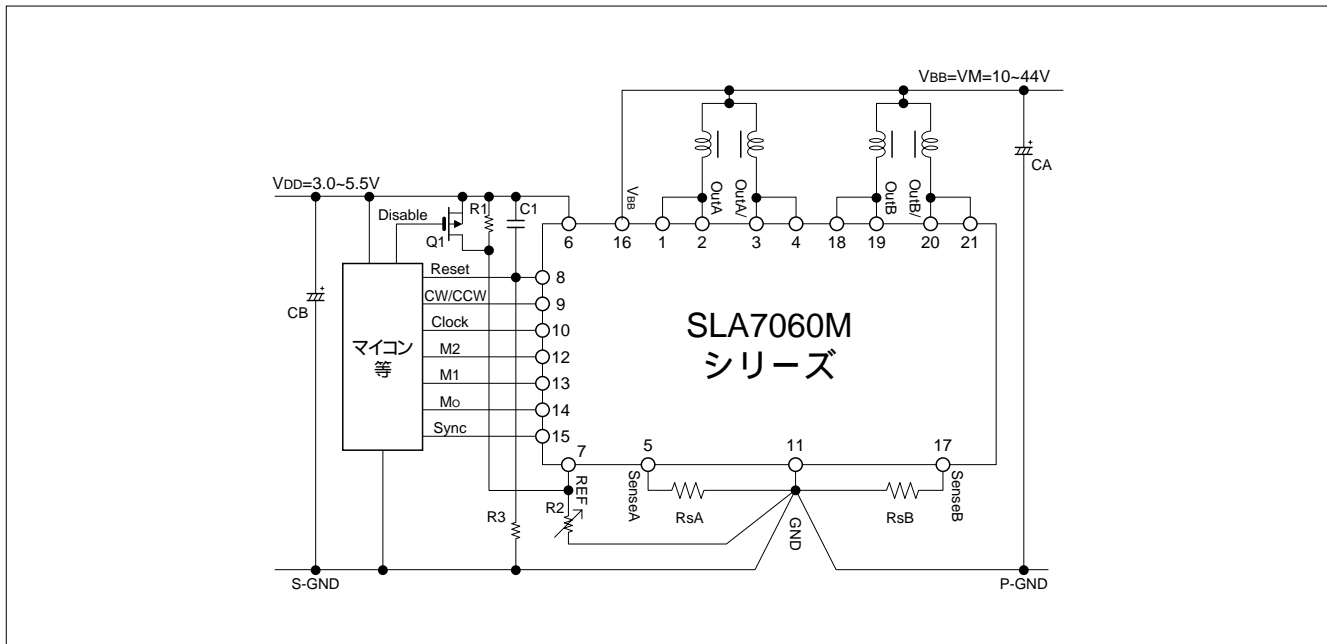 VBB=VM=10~44V
CA
VDD=3.0~5.5V
VBB
OutA
OutA/
OutB
OutB/
Disable
R1
C1
Q1
6
16
1
2
3
4
18
19
20
21
Reset
8
CW/CCW
9
CB
Clock
10
SLA7060M
シリーズ
マイコン
等
M2
12
M1
13
Mo
14
Sync
15
7
5
11
17
REF
SenseA
SenseB
R2
R3
RsA
RsB
GND
S-GND
P-GND
+
+